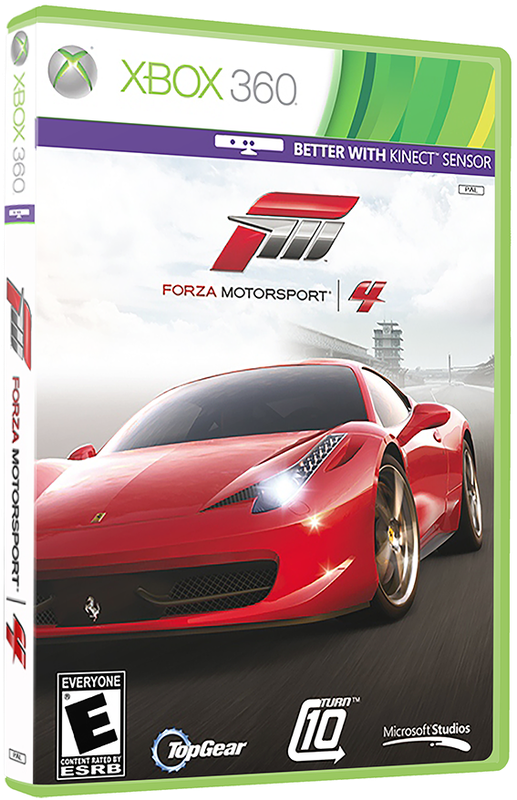 XBOX 360
BETTER WITH KINECT™ SENSOR
PAL
FORZA MOTORSPORT® 4
EVERYONE
E
®
CONTENT RATED BY
ESRB
TopGear
TURN™
10
Microsoft® Studios
XBOX 360
FORZA MOTORSPORT® 4
PAL